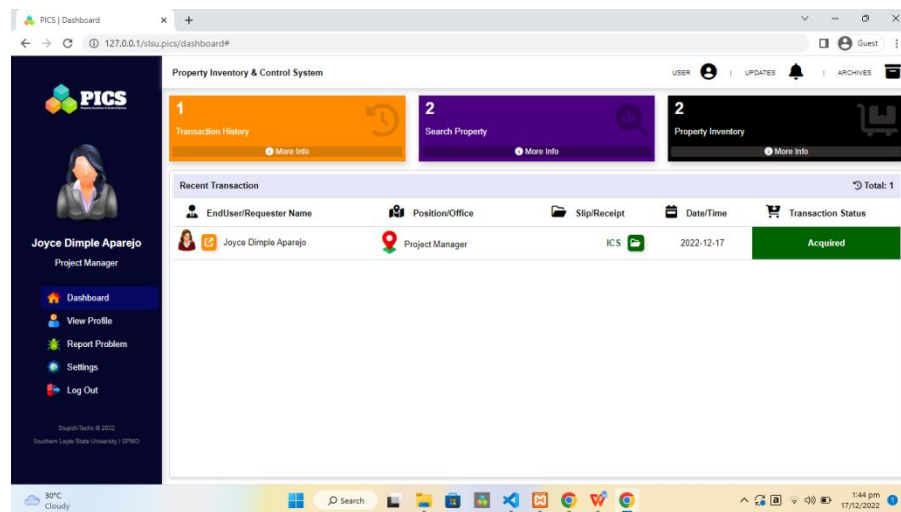 PICS | Dashboard
127.0.0.1/slsu.pics/dashboard#
Guest
PICS
Property Inventory & Control System
USER | UPDATES | ARCHIVES
1
Transaction History
More Info
2
Search Property
More Info
2
Property Inventory
More Info
Recent Transaction
Total: 1
EndUser/Requester Name Position/Office Slip/Receipt Date/Time Transaction Status
Joyce Dimple Aparejo Project Manager ICS 2022-12-17 Acquired
Joyce Dimple Aparejo
Project Manager
Dashboard
View Profile
Report Problem
Settings
Log Out
Stupid-Techs © 2022
Southern Leyte State University | SPMO
30°C
Cloudy
Search
1:44 pm
17/12/2022
1